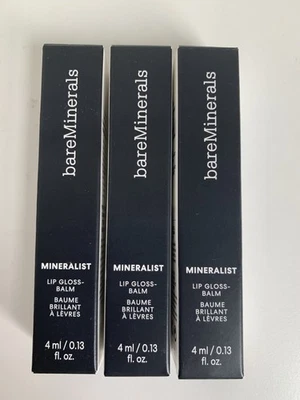 bareMinerals
MINERALIST
LIP GLOSS-
BALM
BAUME
BRILLANT
À LÈVRES
4 ml / 0.13
fl. oz.
bareMinerals
MINERALIST
LIP GLOSS-
BALM
BAUME
BRILLANT
À LÈVRES
4 ml / 0.13
fl. oz.
bareMinerals
MINERALIST
LIP GLOSS-
BALM
BAUME
BRILLANT
À LÈVRES
4 ml / 0.13
fl. oz.